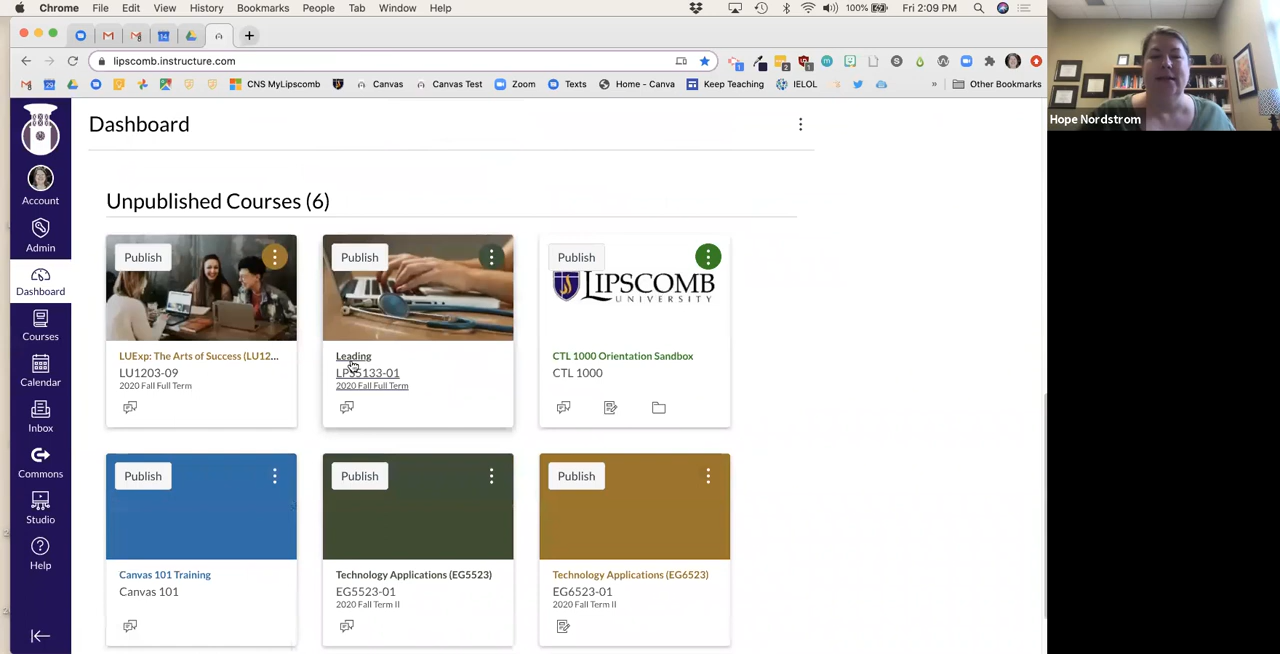 Chrome File Edit View History Bookmarks People Tab Window Help 100% Fri 2:09 PM
lipscomb.instructure.com
CNS MyLipscomb Canvas Canvas Test Zoom Texts Home – Canva Keep Teaching IELOL » Other Bookmarks
Hope Nordstrom
Dashboard
Account
Admin
Dashboard
Courses
Calendar
Inbox
Commons
Studio
Help
Unpublished Courses (6)
Publish
LUExp: The Arts of Success (LU12...
LU1203-09
2020 Fall Full Term
Publish
Leading
2020 Fall Full Term
Publish
LIPSCOMB
UNIVERSITY
CTL 1000 Orientation Sandbox
CTL 1000
Publish
Canvas 101 Training
Canvas 101
Publish
Technology Applications (EG5523)
EG5523-01
2020 Fall Term II
Publish
Technology Applications (EG6523)
EG6523-01
2020 Fall Term II